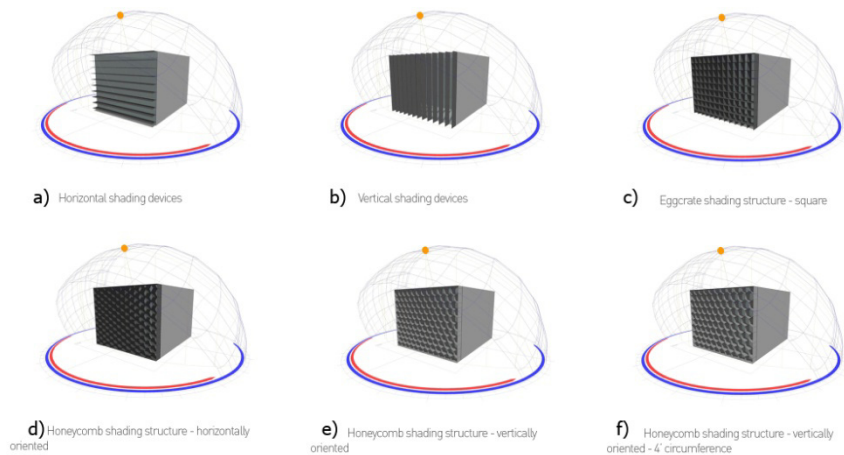 a) Horizontal shading devices
b) Vertical shading devices
c) Eggcrate shading structure - square
d) Honeycomb shading structure - horizontally
oriented
e) Honeycomb shading structure - vertically
oriented
f) Honeycomb shading structure - vertically
oriented - 4' circumference